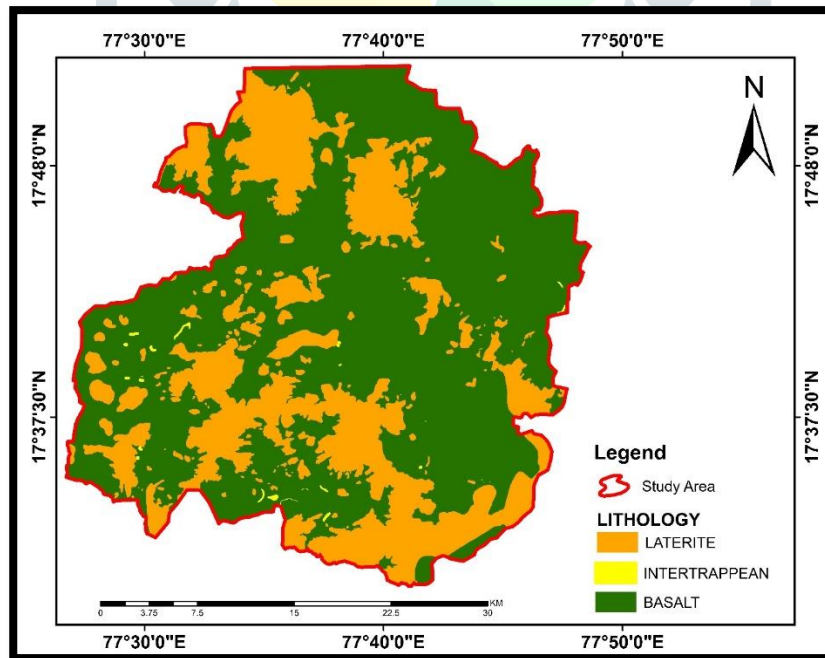 77°30'0"E 77°40'0"E 77°50'0"E
N
17°48'0"N 17°48'0"N
17°37'30"N 17°37'30"N
Legend
Study Area
LITHOLOGY
LATERITE
INTERTRAPPEAN
BASALT
KM
0 3.75 7.5 15 22.5 30
77°30'0"E 77°40'0"E 77°50'0"E